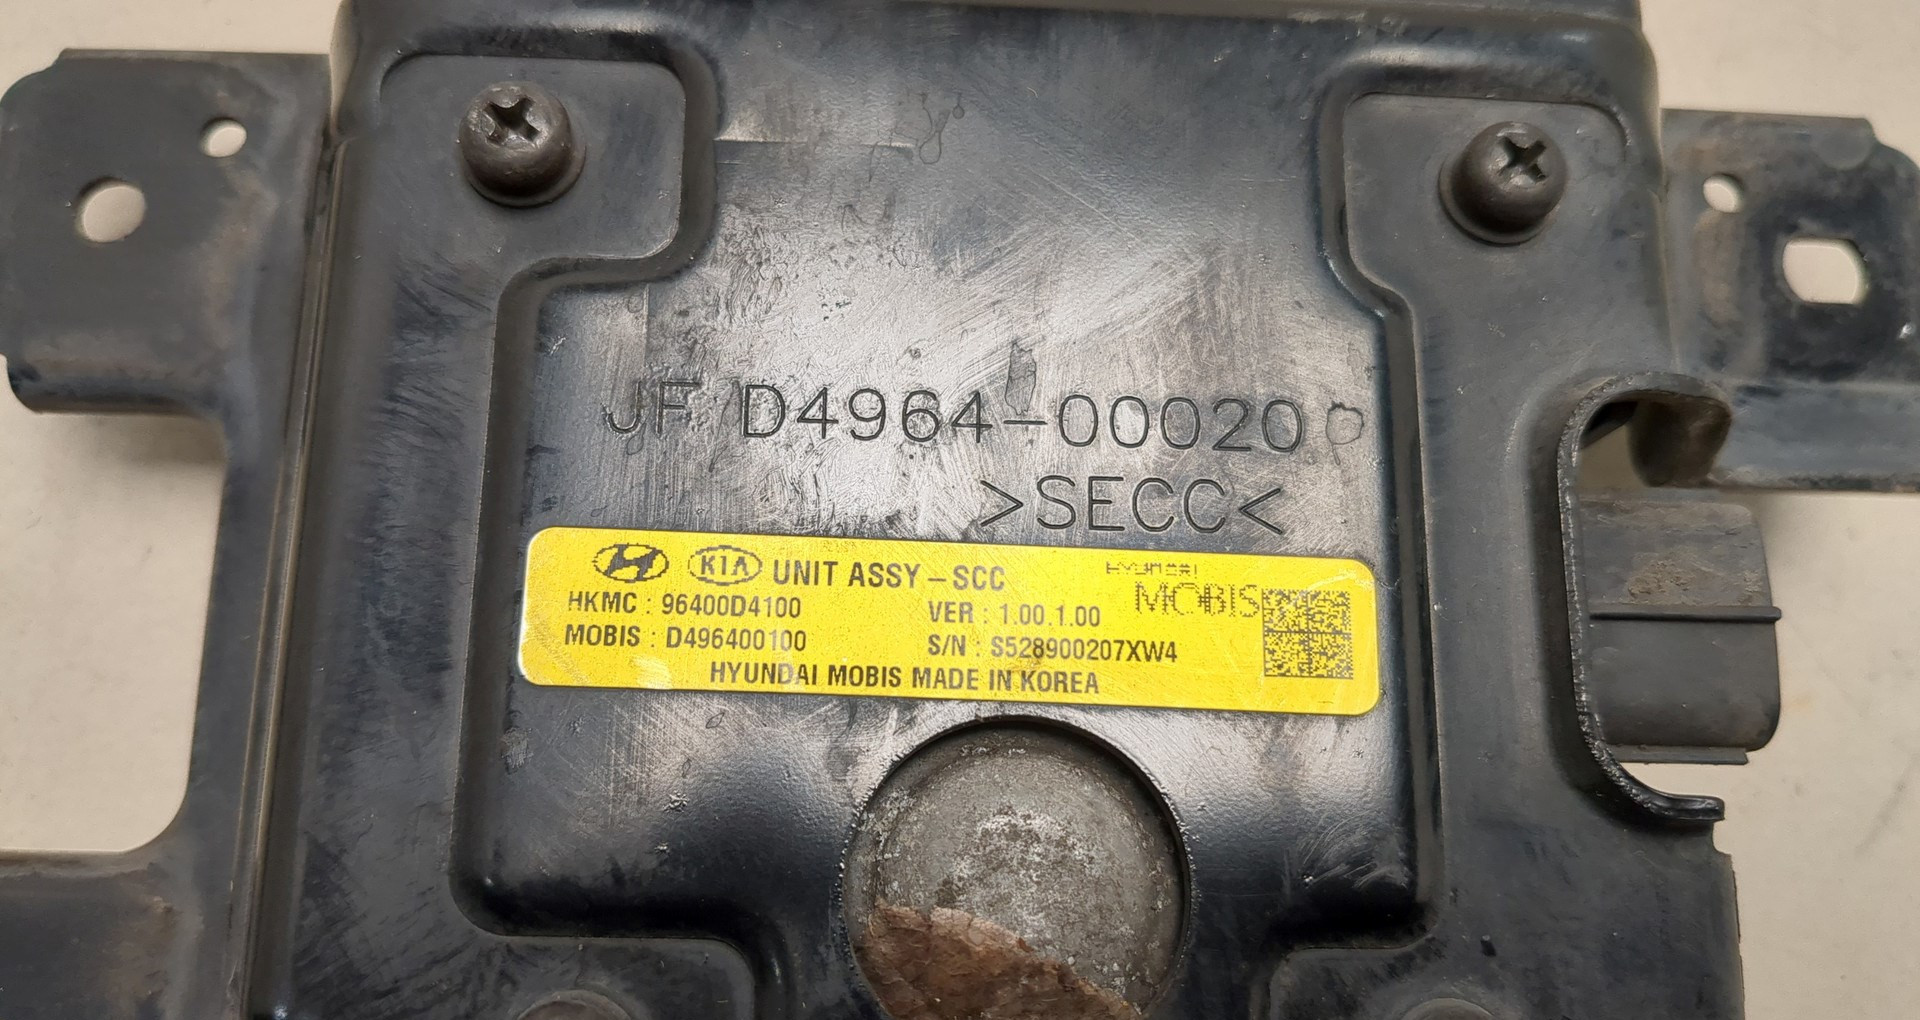 JF D4964-00020
>SECC<
KIA UNIT ASSY-SCC
HYUNDAI
MOBIS
HKMC : 96400D4100
VER : 1.00.1.00
MOBIS : D496400100
S/N : S528900207XW4
HYUNDAI MOBIS MADE IN KOREA